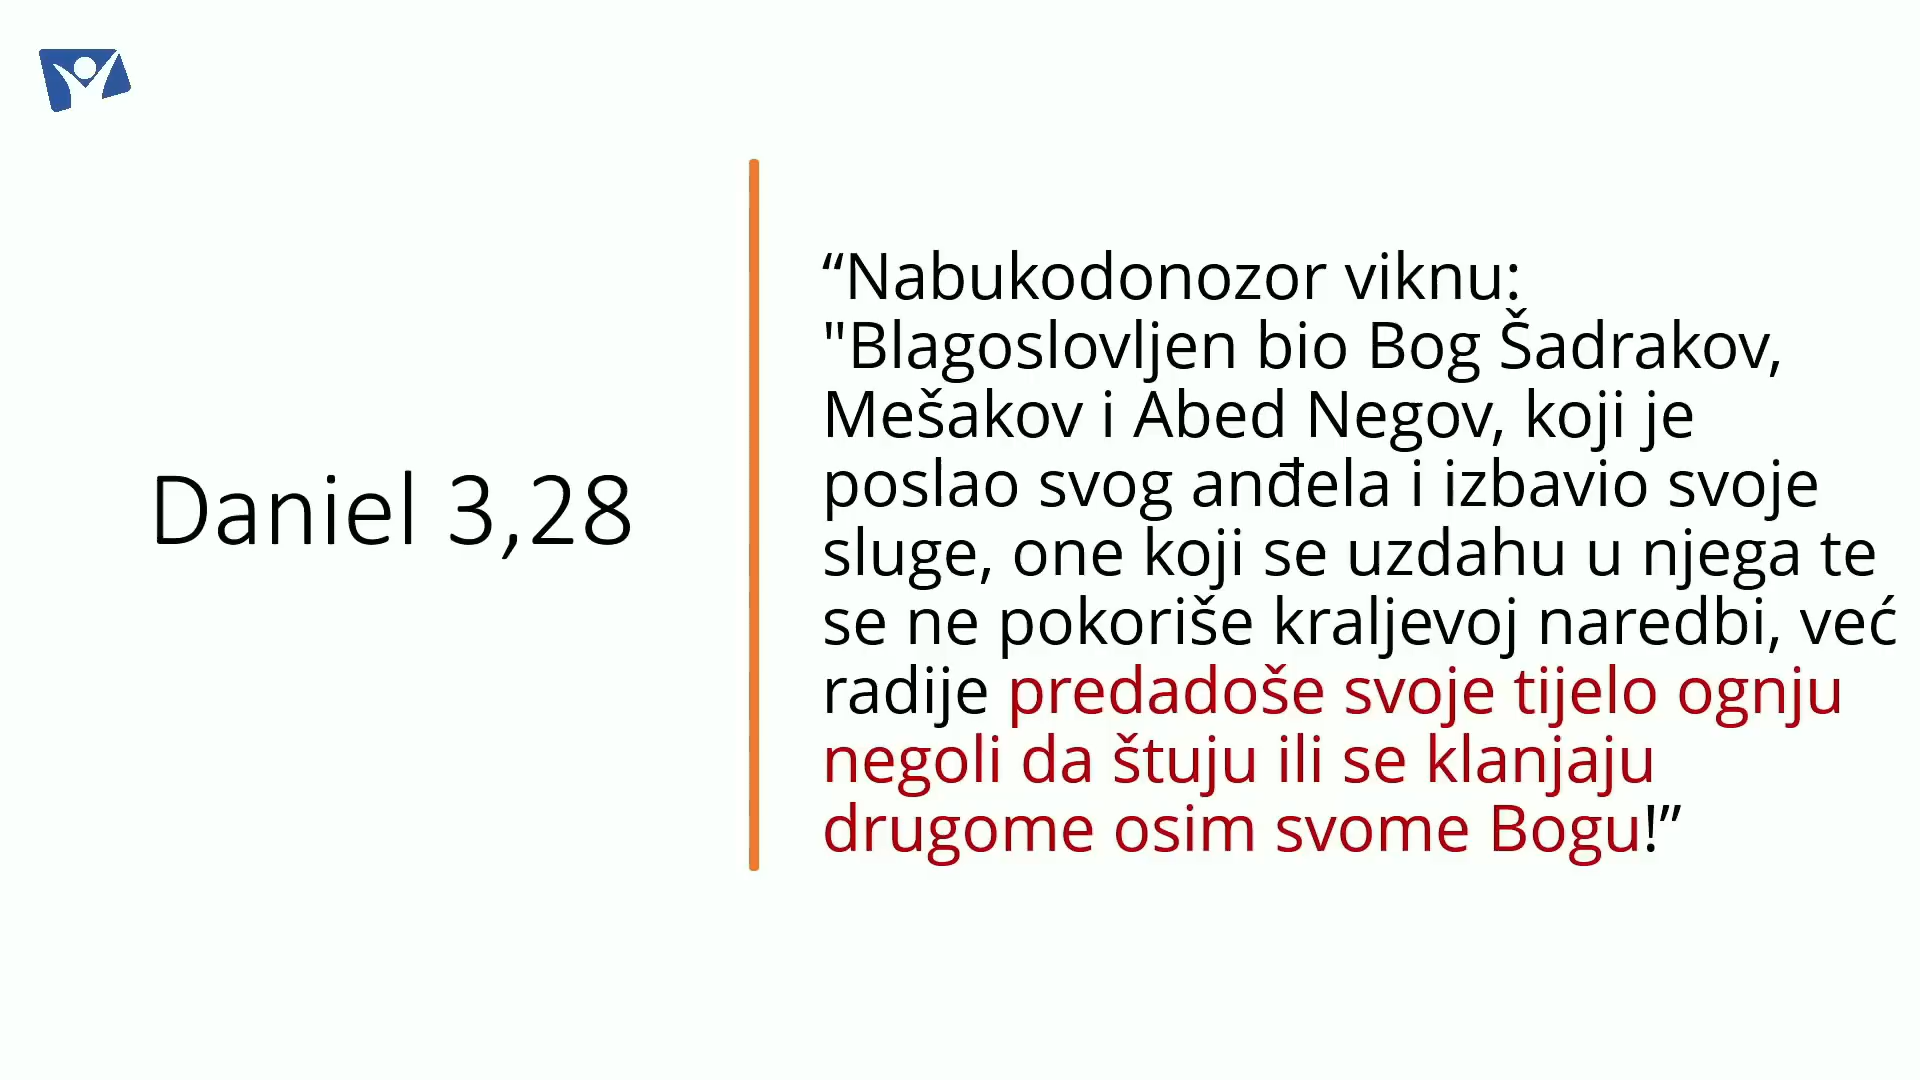 Daniel 3,28
“Nabukodonozor viknu:
"Blagoslovljen bio Bog Šadrakov,
Mešakov i Abed Negov, koji je
poslao svog anđela i izbavio svoje
sluge, one koji se uzdahu u njega te
se ne pokoriše kraljevoj naredbi, već
radije predadoše svoje tijelo ognju
negoli da štuju ili se klanjaju
drugome osim svome Bogu!”